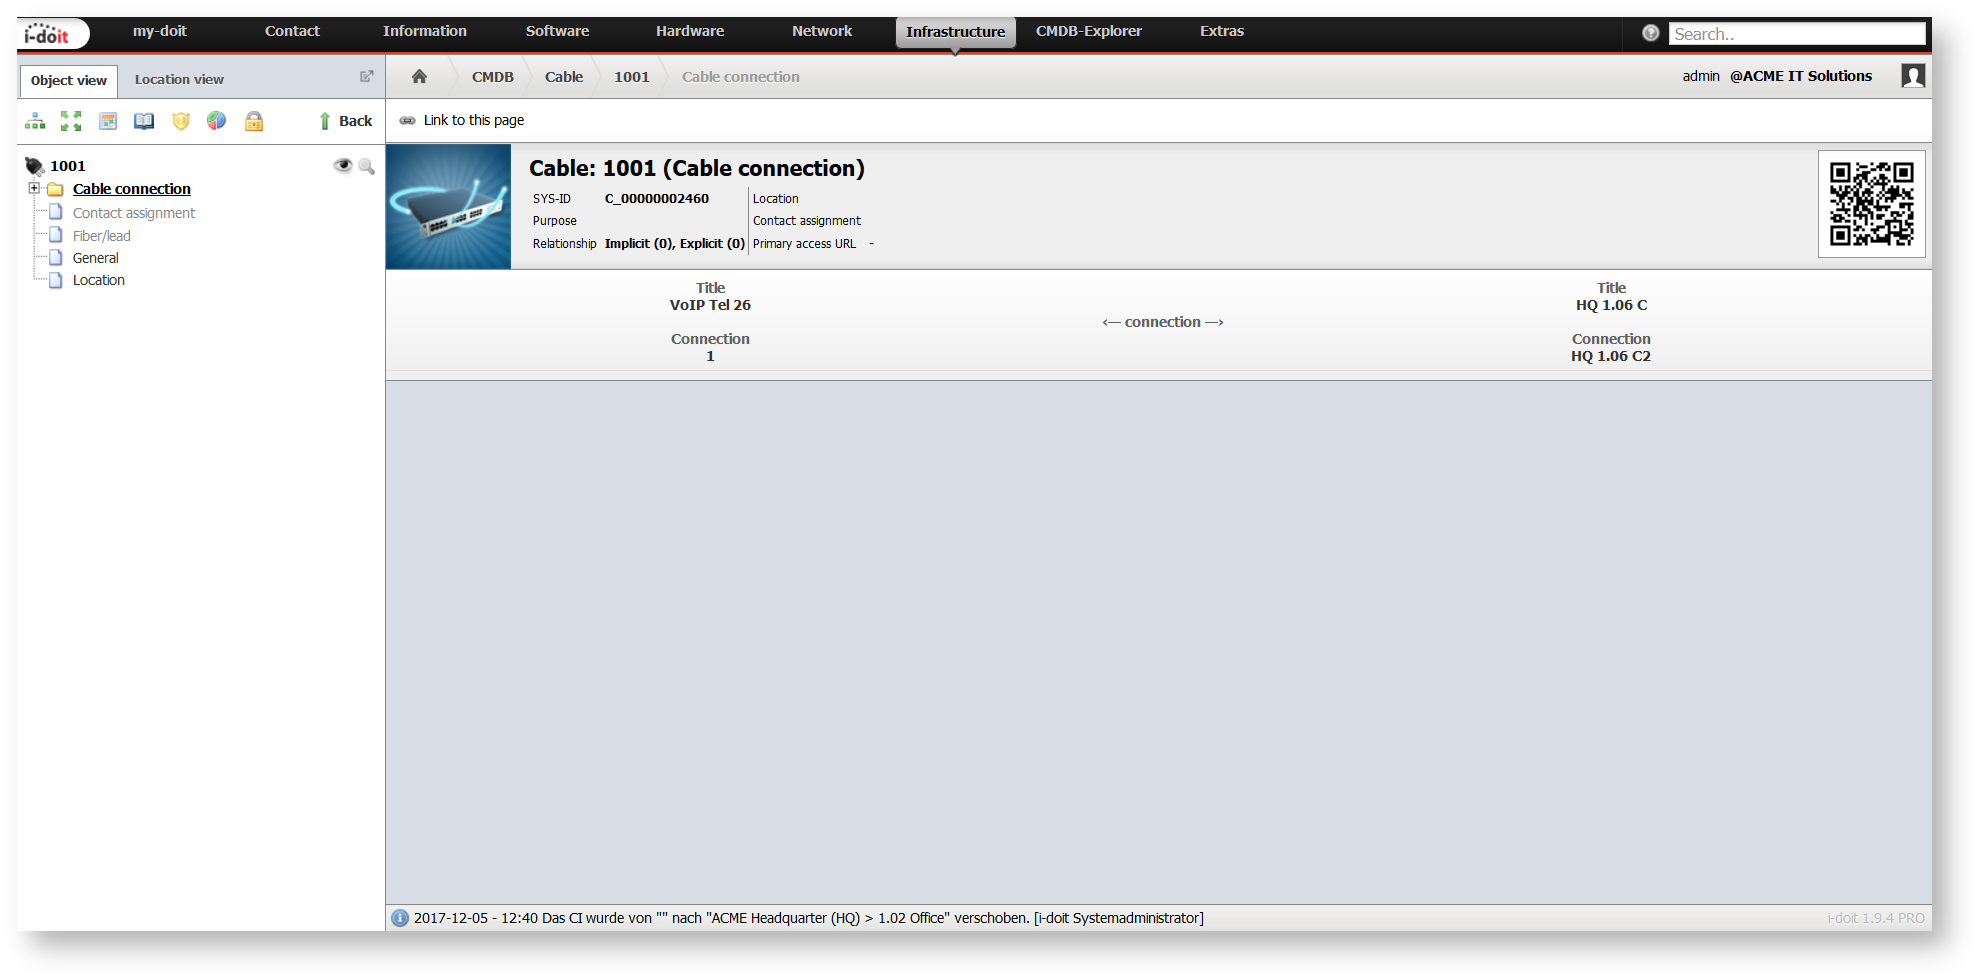 i-doit
my-doit Contact Information Software Hardware Network Infrastructure CMDB-Explorer Extras
Search..
Object view Location view
CMDB Cable 1001 Cable connection
admin @ACME IT Solutions
Back
Link to this page
1001
Cable connection
Contact assignment
Fiber/lead
General
Location
Cable: 1001 (Cable connection)
SYS-ID C_00000002460 Location
Purpose Contact assignment
Relationship Implicit (0), Explicit (0) Primary access URL -
Title
VoIP Tel 26
Connection
1
<— connection —>
Title
HQ 1.06 C
Connection
HQ 1.06 C2
2017-12-05 - 12:40 Das CI wurde von "" nach "ACME Headquarter (HQ) > 1.02 Office" verschoben. [i-doit Systemadministrator]
i-doit 1.9.4 PRO